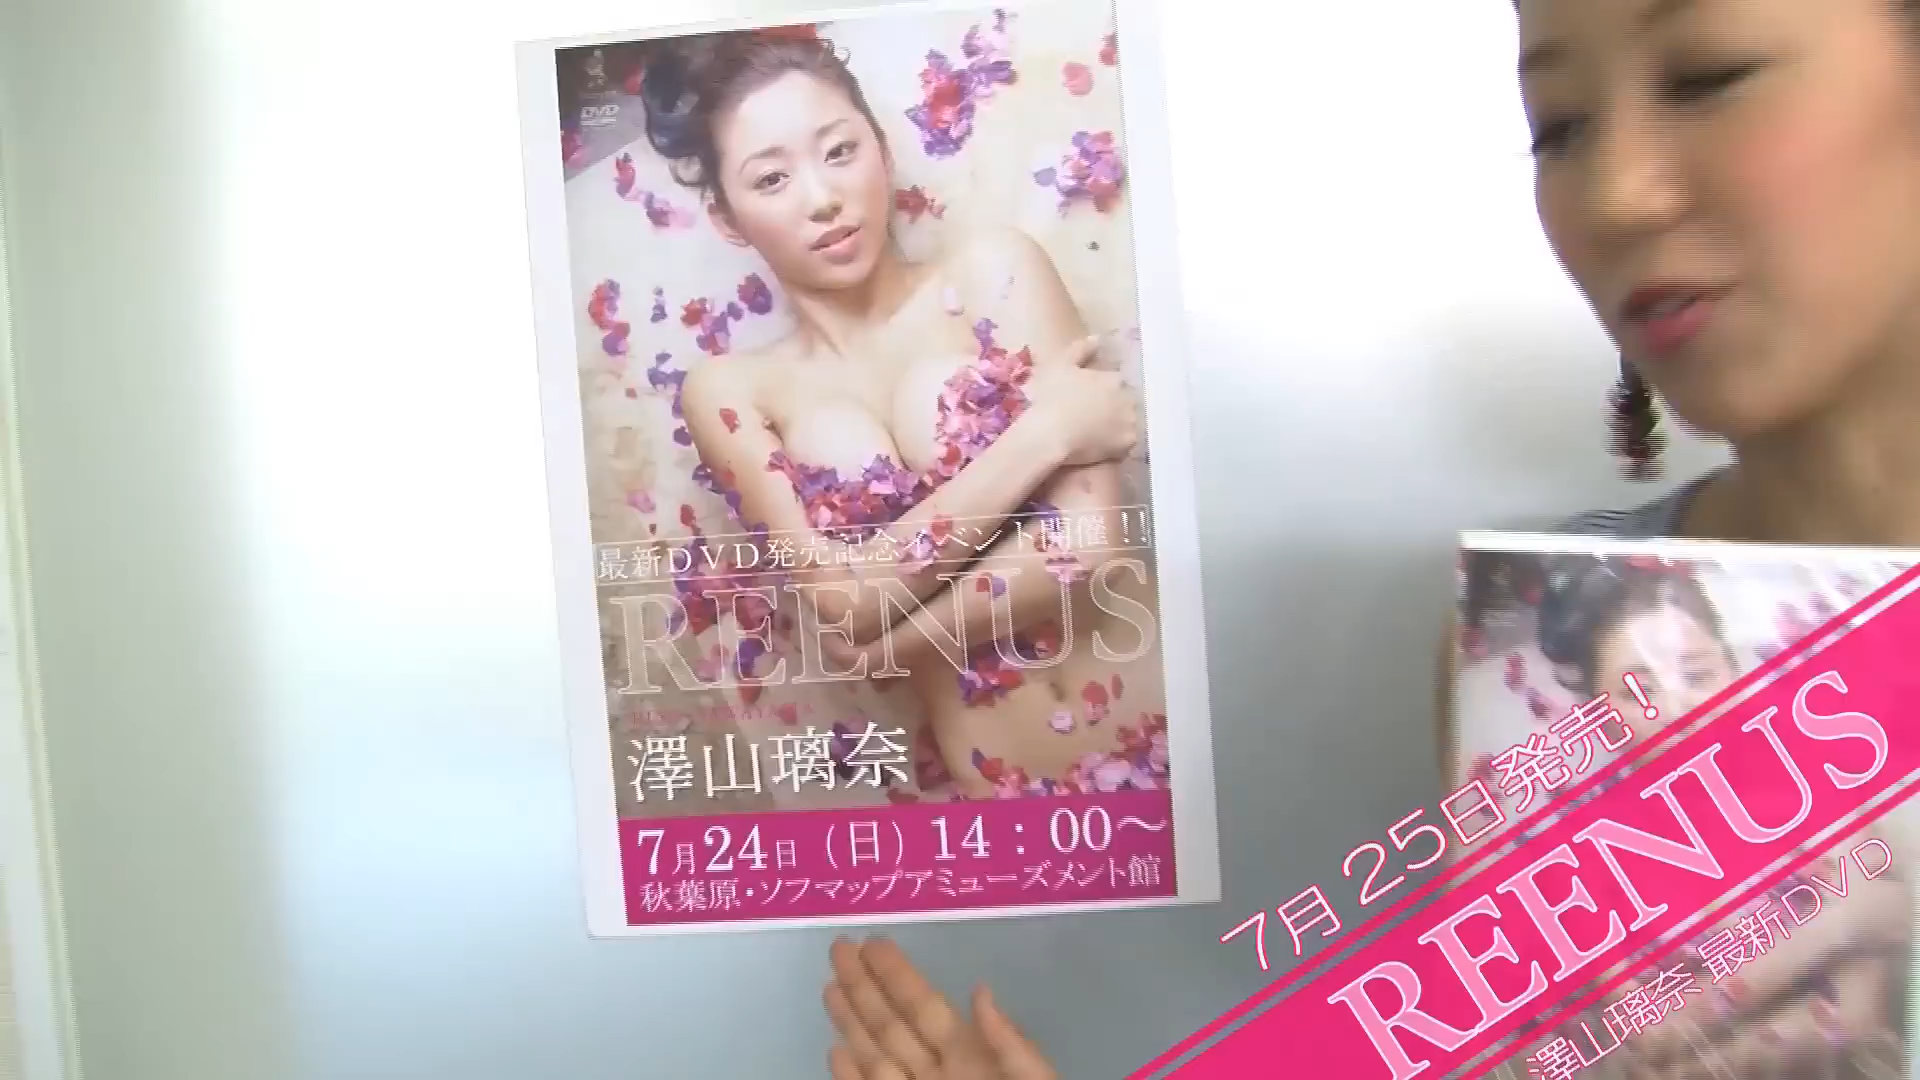 DVD
最新DVD発売記念イベント開催!!
REENUS
澤山璃奈
7月24日（日）14：00〜
秋葉原・ソフマップアミューズメント館
7月25日発売！
REENUS
澤山璃奈 最新DVD